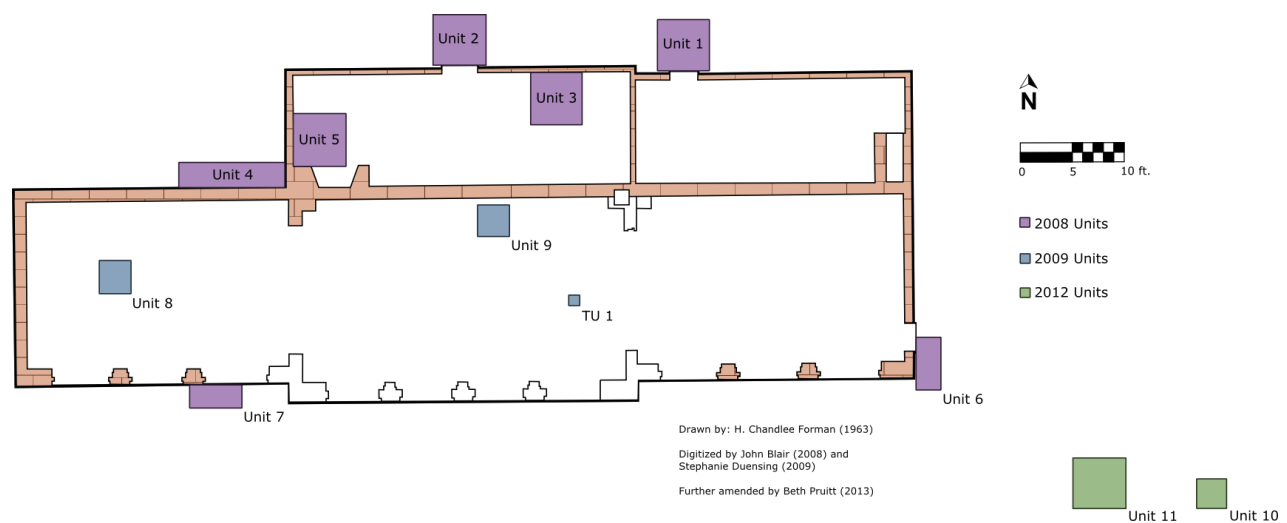 Unit 2
Unit 1
Unit 3
Unit 5
Unit 4
N
0 5 10 ft.
2008 Units
2009 Units
2012 Units
Unit 9
Unit 8
TU 1
Unit 6
Unit 7
Drawn by: H. Chandlee Forman (1963)
Digitized by John Blair (2008) and
Stephanie Duensing (2009)
Further amended by Beth Pruitt (2013)
Unit 11
Unit 10